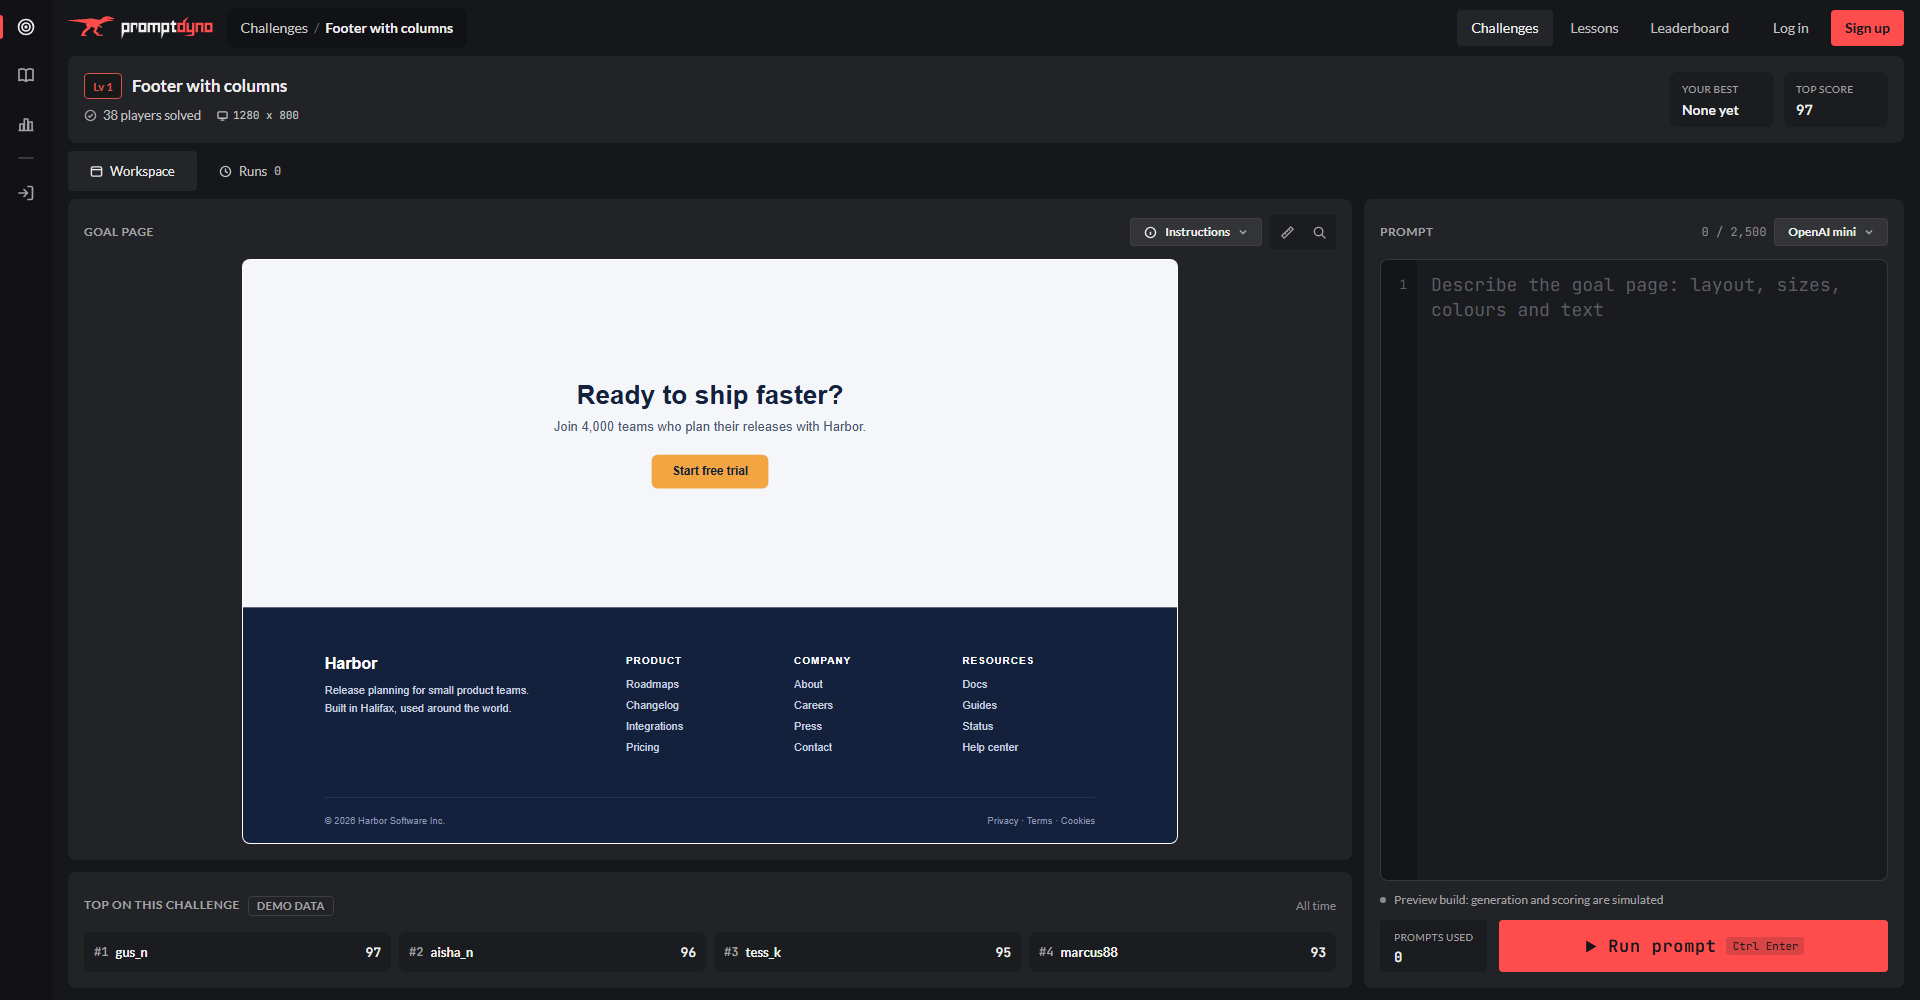 promptdyno
Challenges / Footer with columns
Challenges
Lessons
Leaderboard
Log in
Sign up
Lv 1
Footer with columns
38 players solved
1280 x 800
YOUR BEST
None yet
TOP SCORE
97
Workspace
Runs 0
GOAL PAGE
Instructions
Ready to ship faster?
Join 4,000 teams who plan their releases with Harbor.
Start free trial
Harbor
Release planning for small product teams.
Built in Halifax, used around the world.
PRODUCT
Roadmaps
Changelog
Integrations
Pricing
COMPANY
About
Careers
Press
Contact
RESOURCES
Docs
Guides
Status
Help center
© 2026 Harbor Software Inc.
Privacy · Terms · Cookies
TOP ON THIS CHALLENGE
DEMO DATA
All time
#1 gus_n 97
#2 aisha_n 96
#3 tess_k 95
#4 marcus88 93
PROMPT
0 / 2,500
OpenAI mini
1
Describe the goal page: layout, sizes,
colours and text
Preview build: generation and scoring are simulated
PROMPTS USED
0
Run prompt
Ctrl Enter